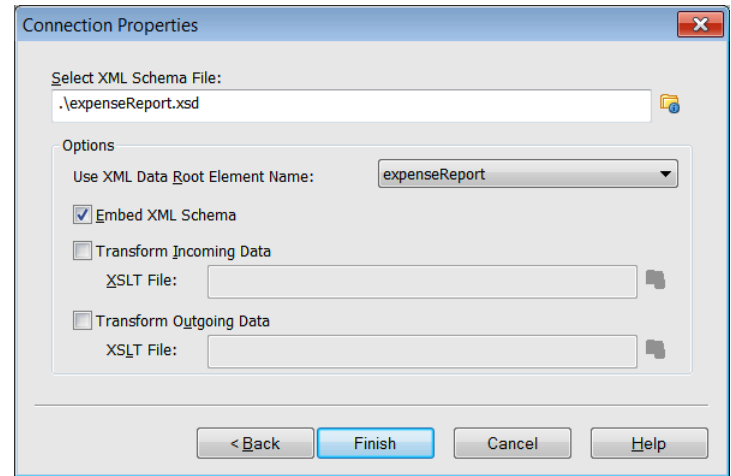 Connection Properties
Select XML Schema File:
.\expenseReport.xsd
Options
Use XML Data Root Element Name: expenseReport
Embed XML Schema
Transform Incoming Data
XSLT File:
Transform Outgoing Data
XSLT File:
< Back Finish Cancel Help